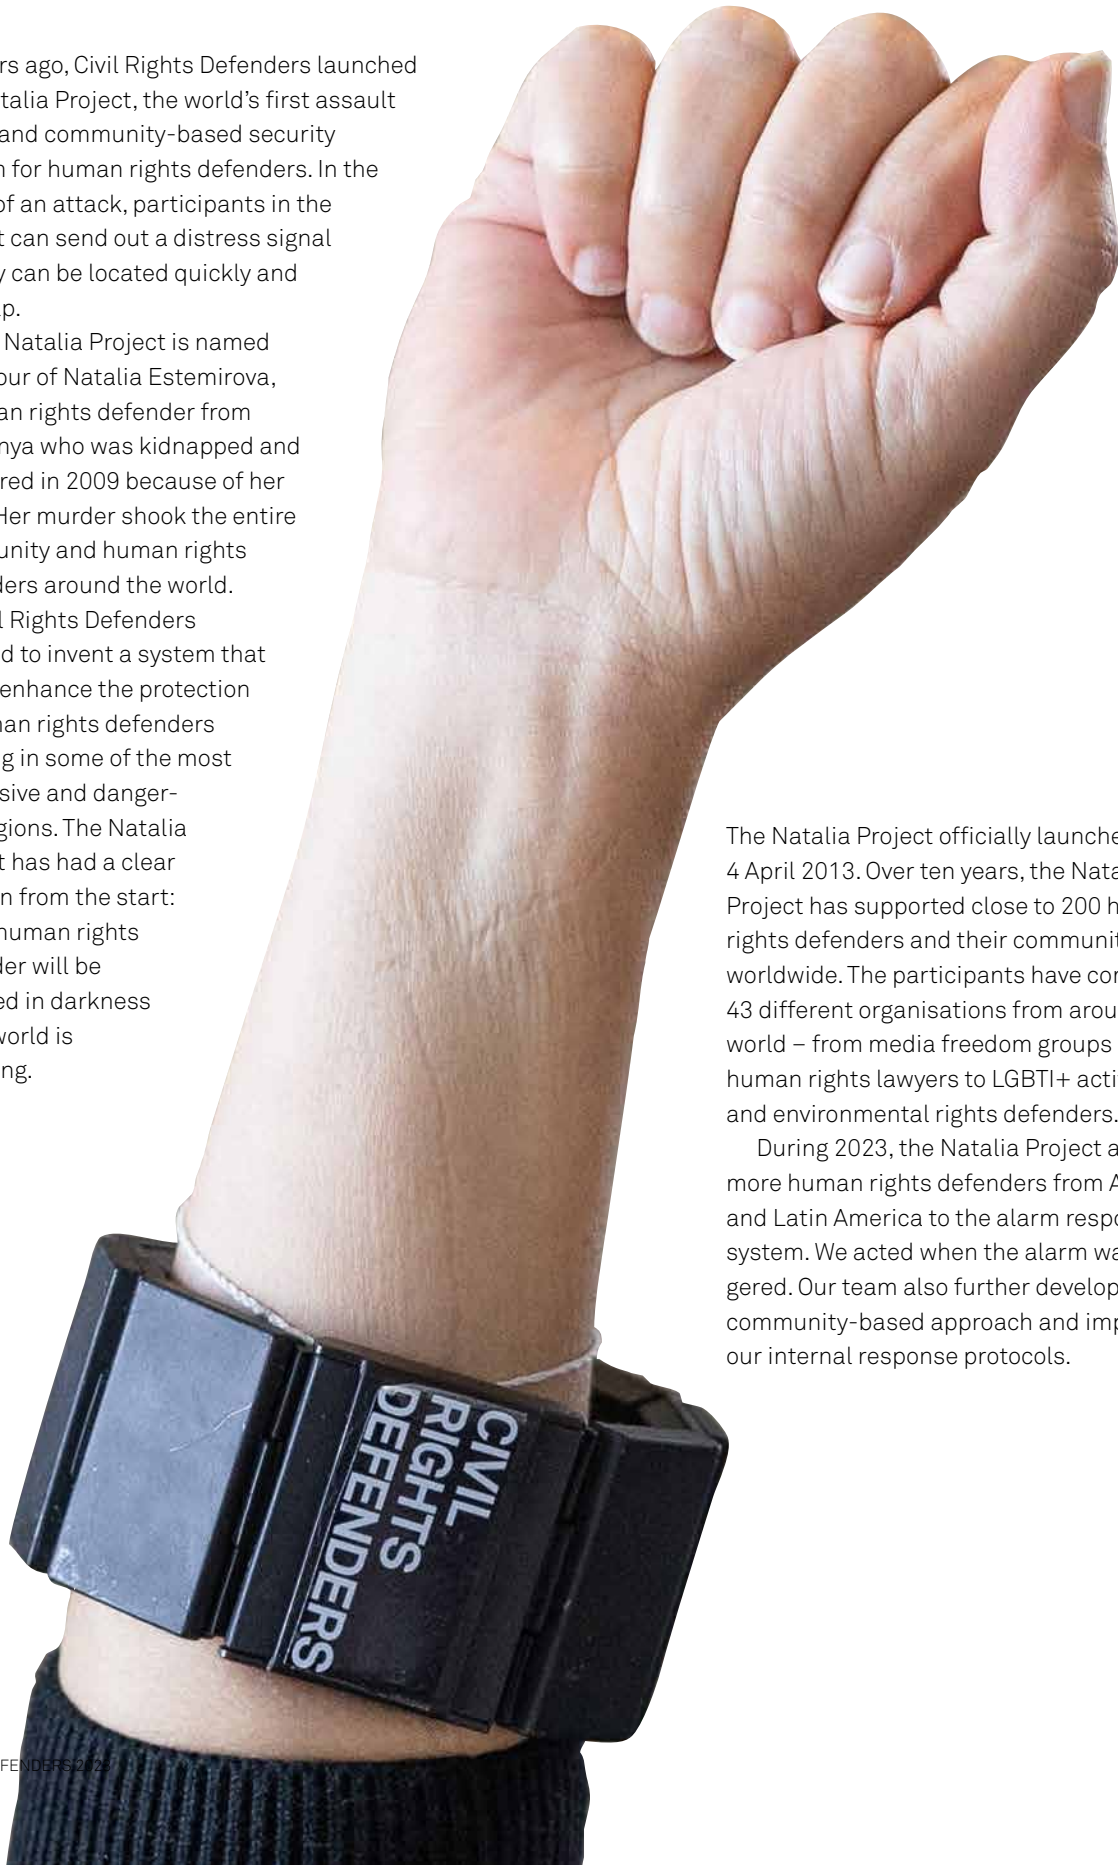 rs ago, Civil Rights Defenders launched
talia Project, the world's first assault
and community-based security
n for human rights defenders. In the
of an attack, participants in the
t can send out a distress signal
y can be located quickly and
p.
Natalia Project is named
our of Natalia Estemirova,
an rights defender from
nya who was kidnapped and
red in 2009 because of her
Her murder shook the entire
unity and human rights
ders around the world.
l Rights Defenders
d to invent a system that
enhance the protection
man rights defenders
g in some of the most
sive and danger-
gions. The Natalia
t has had a clear
n from the start:
human rights
der will be
ed in darkness
world is
ng.
The Natalia Project officially launche
4 April 2013. Over ten years, the Nata
Project has supported close to 200 h
rights defenders and their communit
worldwide. The participants have cor
43 different organisations from arou
world – from media freedom groups
human rights lawyers to LGBTI+ acti
and environmental rights defenders.
During 2023, the Natalia Project a
more human rights defenders from A
and Latin America to the alarm respo
system. We acted when the alarm wa
gered. Our team also further develop
community-based approach and imp
our internal response protocols.
CIVIL
RIGHTS
DEFENDERS
FENDERS 2023